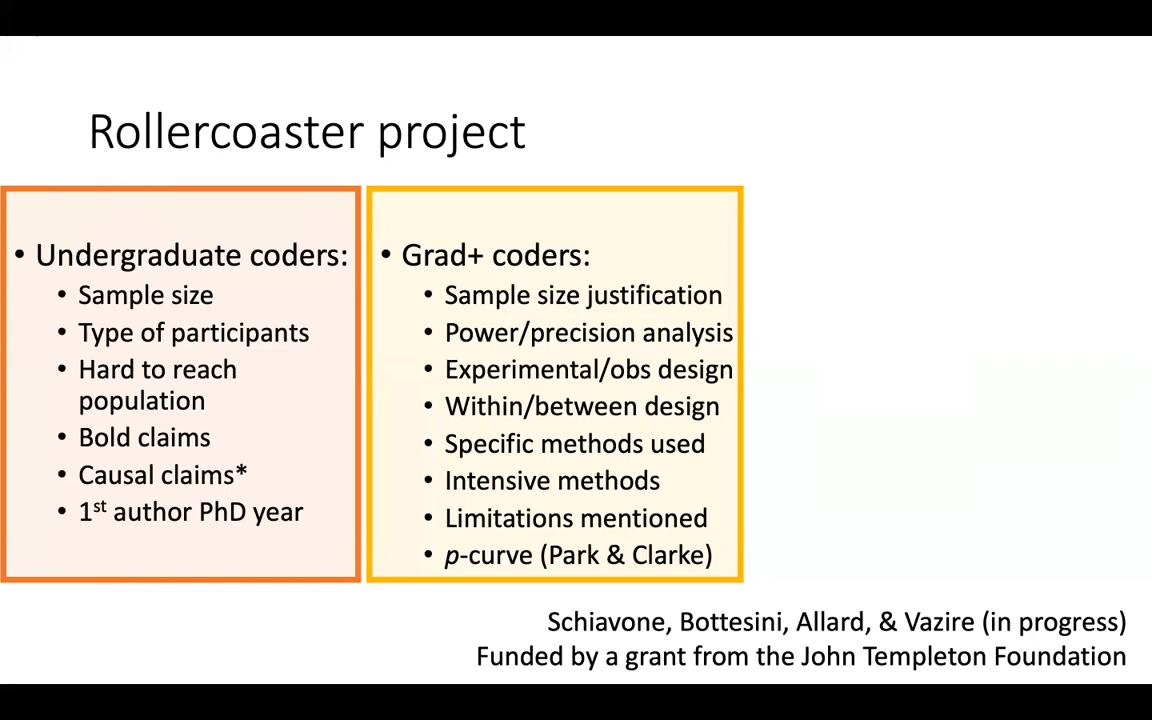 Rollercoaster project
• Undergraduate coders:
• Sample size
• Type of participants
• Hard to reach
population
• Bold claims
• Causal claims*
• 1st author PhD year
• Grad+ coders:
• Sample size justification
• Power/precision analysis
• Experimental/obs design
• Within/between design
• Specific methods used
• Intensive methods
• Limitations mentioned
• p-curve (Park & Clarke)
Schiavone, Bottesini, Allard, & Vazire (in progress)
Funded by a grant from the John Templeton Foundation